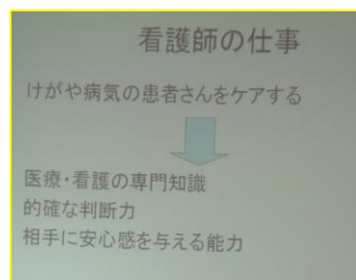 看護師の仕事
けがや病気の患者さんをケアする
医療・看護の専門知識
的確な判断力
相手に安心感を与える能力